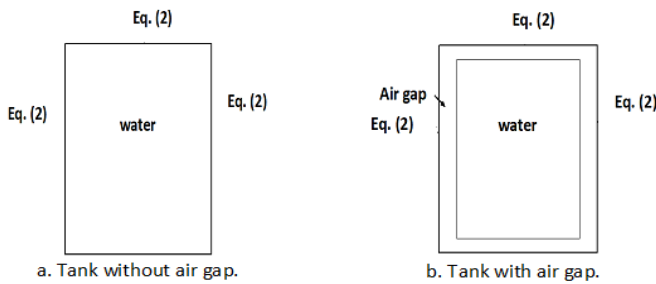 Eq. (2)
Eq. (2)
Eq. (2)
water
a. Tank without air gap.
Eq. (2)
Air gap
Eq. (2)
Eq. (2)
water
b. Tank with air gap.